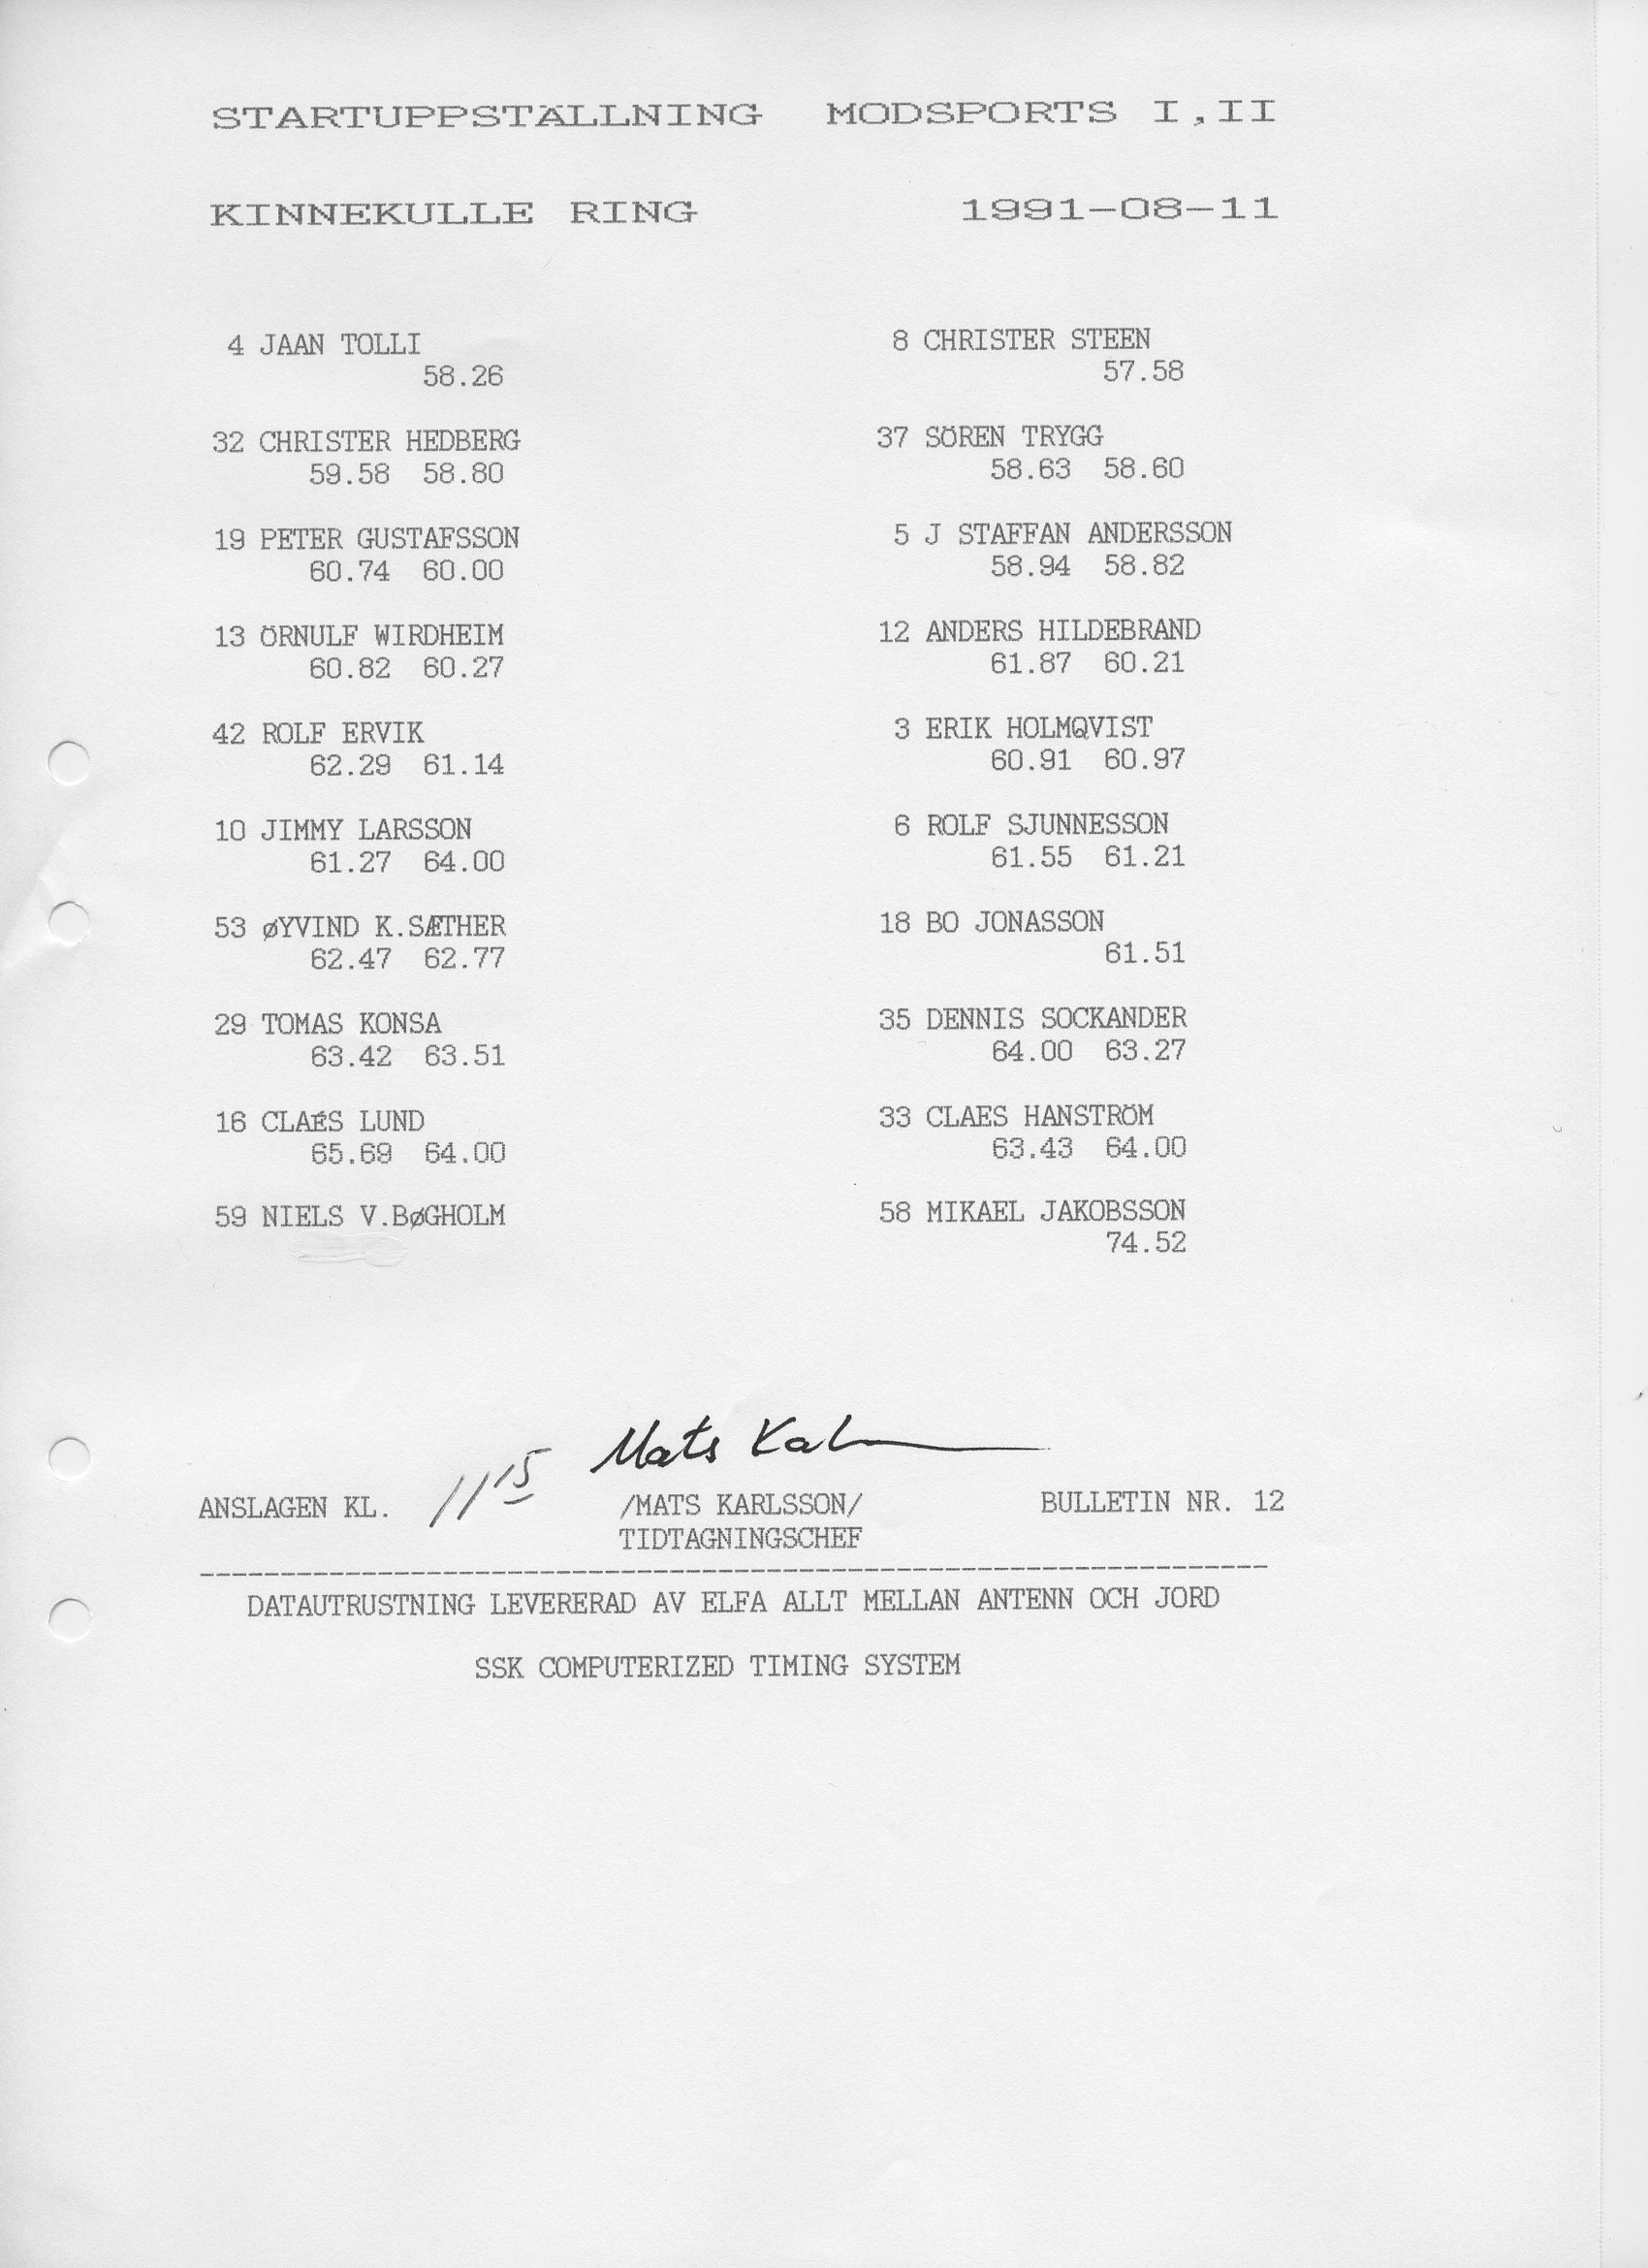 STARTUPPSTÄLLNING MODSPORTS I,II
KINNEKULLE RING 1991-08-11
4 JAAN TOLLI 8 CHRISTER STEEN
58.26 57.58
32 CHRISTER HEDBERG 37 SÖREN TRYGG
59.58 58.80 58.63 58.60
19 PETER GUSTAFSSON 5 J STAFFAN ANDERSSON
60.74 60.00 58.94 58.82
13 ÖRNULF WIRDHEIM 12 ANDERS HILDEBRAND
60.82 60.27 61.87 60.21
42 ROLF ERVIK 3 ERIK HOLMQVIST
62.29 61.14 60.91 60.97
10 JIMMY LARSSON 6 ROLF SJUNNESSON
61.27 64.00 61.55 61.21
53 øYVIND K.SÆTHER 18 BO JONASSON
62.47 62.77 61.51
29 TOMAS KONSA 35 DENNIS SOCKANDER
63.42 63.51 64.00 63.27
16 CLAÉS LUND 33 CLAES HANSTRÖM
65.69 64.00 63.43 64.00
59 NIELS V.BøGHOLM 58 MIKAEL JAKOBSSON
74.52
Mats Kal
ANSLAGEN KL. 11 15 /MATS KARLSSON/ BULLETIN NR. 12
TIDTAGNINGSCHEF
------------------------------------------------------------------
DATAUTRUSTNING LEVERERAD AV ELFA ALLT MELLAN ANTENN OCH JORD
SSK COMPUTERIZED TIMING SYSTEM